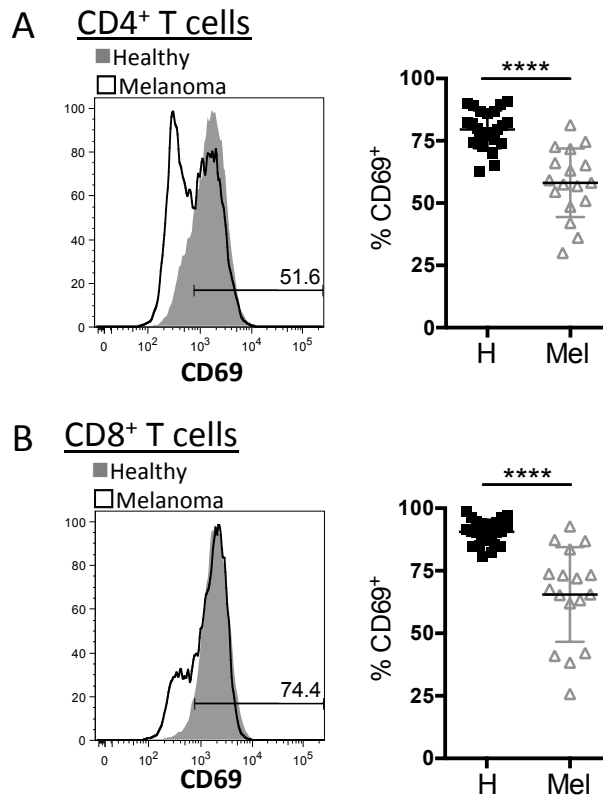 A
CD4⁺ T cells
Healthy
Melanoma
100
80
60
40
20
0
0 10² 10³ 10⁴ 10⁵
CD69
51.6
****
100
75
50
25
0
% CD69⁺
H Mel
B
CD8⁺ T cells
Healthy
Melanoma
100
80
60
40
20
0
0 10² 10³ 10⁴ 10⁵
CD69
74.4
****
100
75
50
25
0
% CD69⁺
H Mel